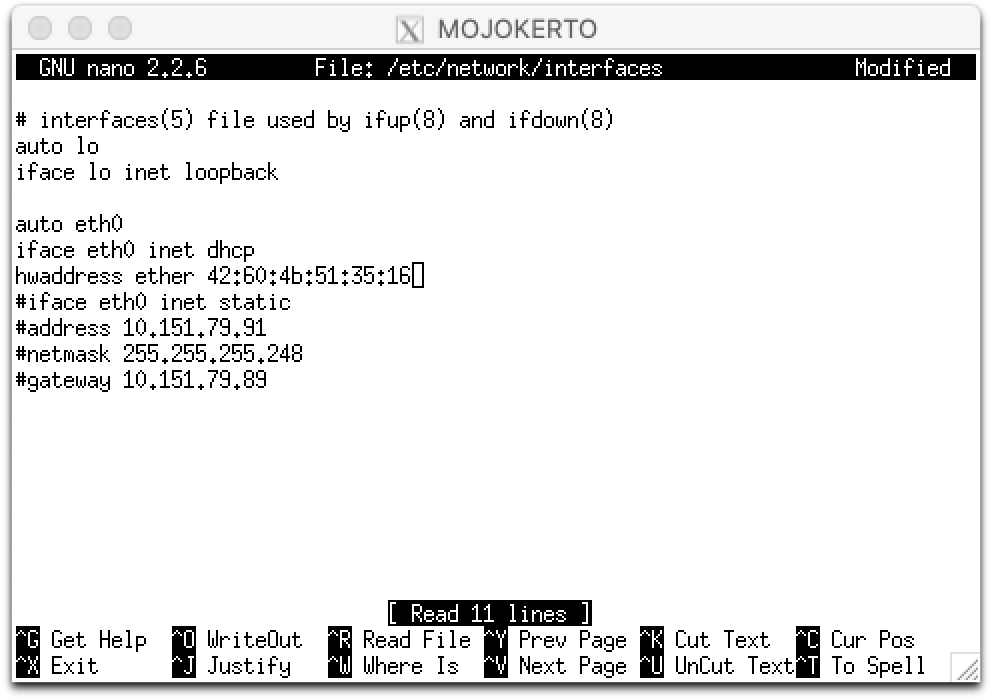 MOJOKERTO
GNU nano 2.2.6 File: /etc/network/interfaces Modified
# interfaces(5) file used by ifup(8) and ifdown(8)
auto lo
iface lo inet loopback
auto eth0
iface eth0 inet dhcp
hwaddress ether 42:60:4b:51:35:16
#iface eth0 inet static
#address 10.151.79.91
#netmask 255.255.255.248
#gateway 10.151.79.89
[ Read 11 lines ]
^G Get Help ^O WriteOut ^R Read File ^Y Prev Page ^K Cut Text ^C Cur Pos
^X Exit ^J Justify ^W Where Is ^V Next Page ^U UnCut Text ^T To Spell